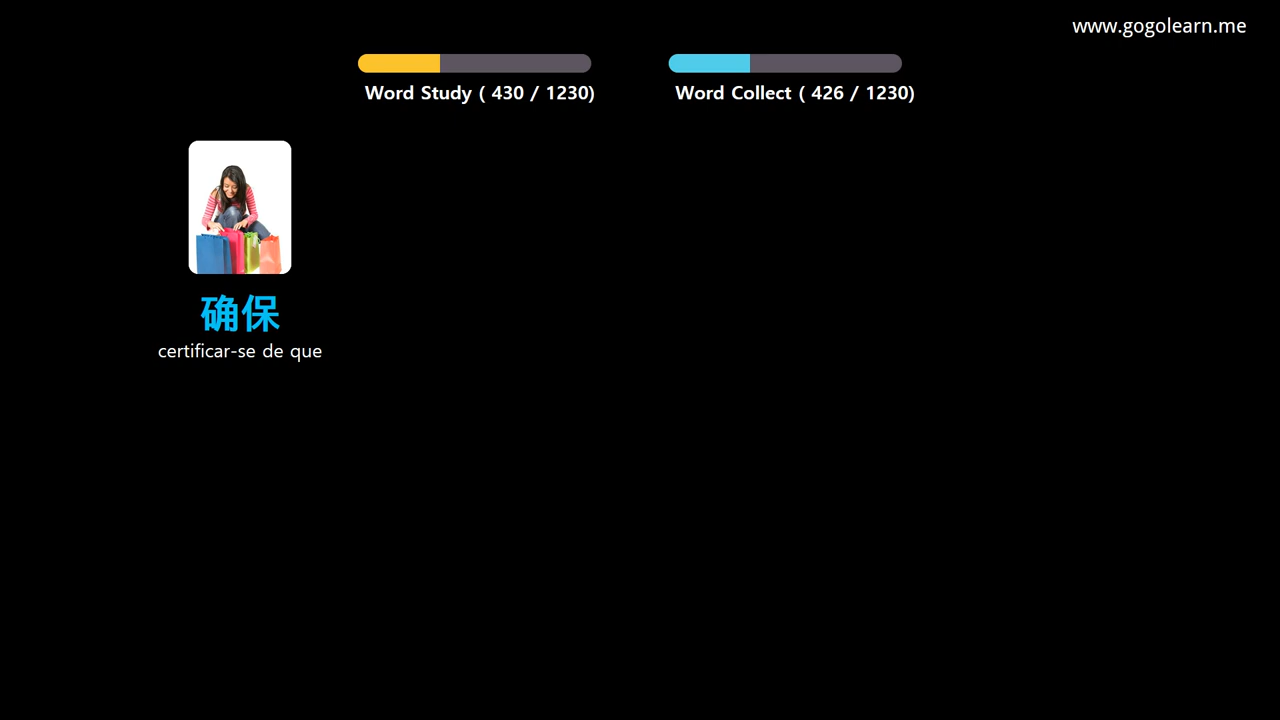 www.gogolearn.me
Word Study ( 430 / 1230)
Word Collect ( 426 / 1230)
确保
certificar-se de que